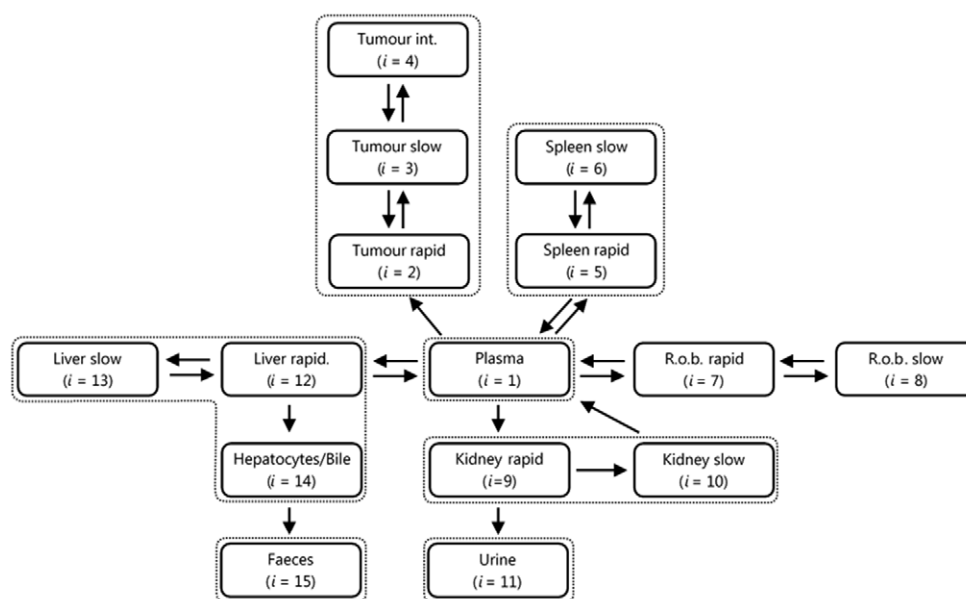 Tumour int.
(i = 4)
Tumour slow
(i = 3)
Spleen slow
(i = 6)
Tumour rapid
(i = 2)
Spleen rapid
(i = 5)
Liver slow
(i = 13)
Liver rapid.
(i = 12)
Plasma
(i = 1)
R.o.b. rapid
(i = 7)
R.o.b. slow
(i = 8)
Hepatocytes/Bile
(i = 14)
Kidney rapid
(i=9)
Kidney slow
(i = 10)
Faeces
(i = 15)
Urine
(i = 11)